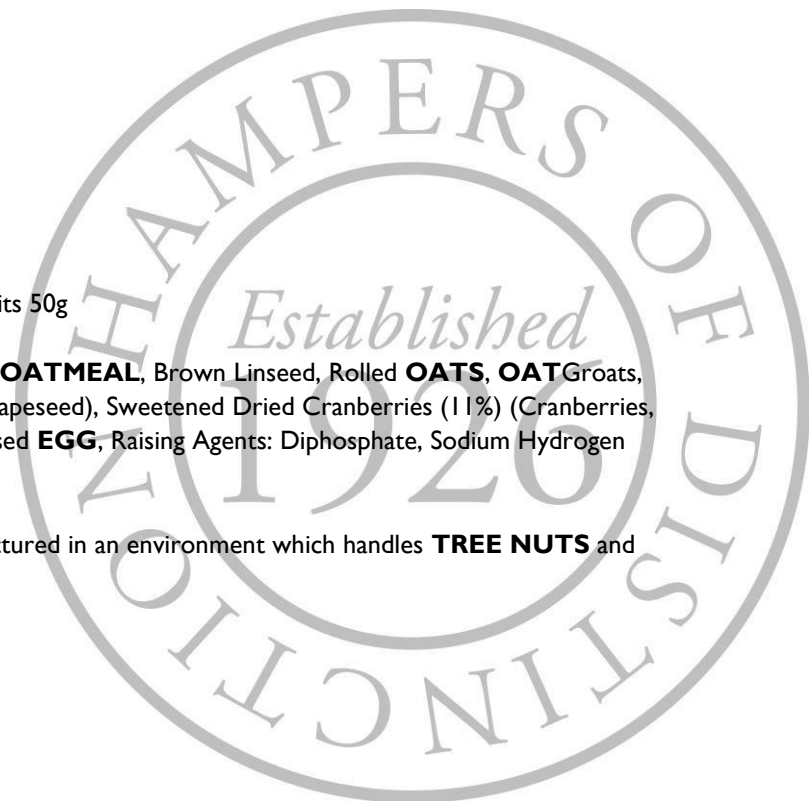 HAMPERS OF DISTINCTION
its 50g
Established
OATMEAL, Brown Linseed, Rolled OATS, OATGroats,
apeseed), Sweetened Dried Cranberries (11%) (Cranberries,
sed EGG, Raising Agents: Diphosphate, Sodium Hydrogen
1926
ctured in an environment which handles TREE NUTS and